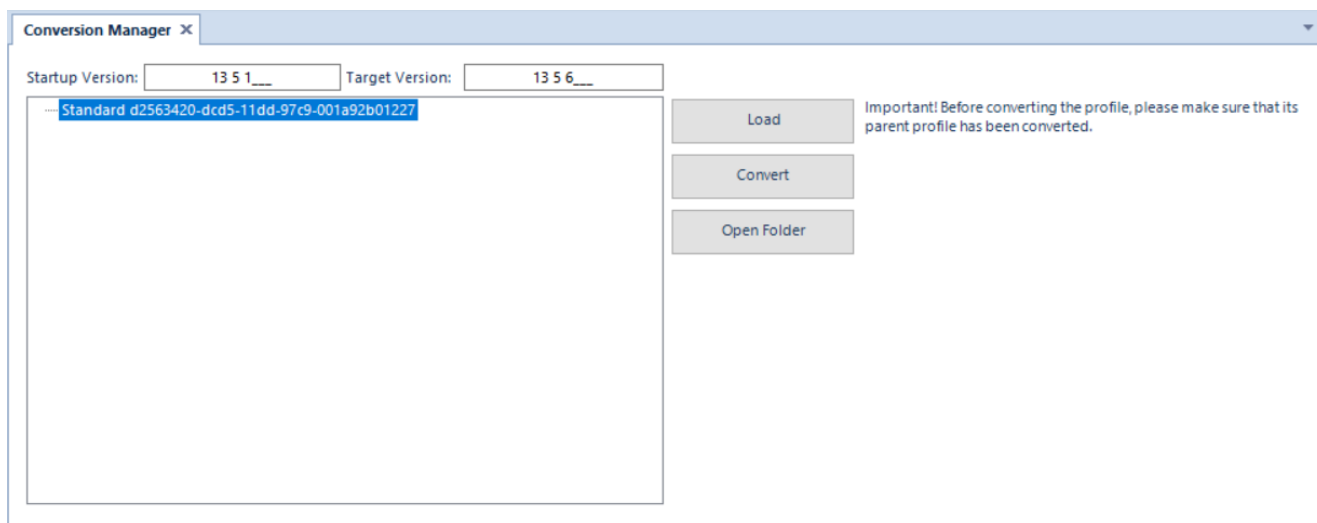 Conversion Manager X
Startup Version: 13 5 1___ Target Version: 13 5 6___
Standard d2563420-dcd5-11dd-97c9-001a92b01227
Load
Important! Before converting the profile, please make sure that its
parent profile has been converted.
Convert
Open Folder